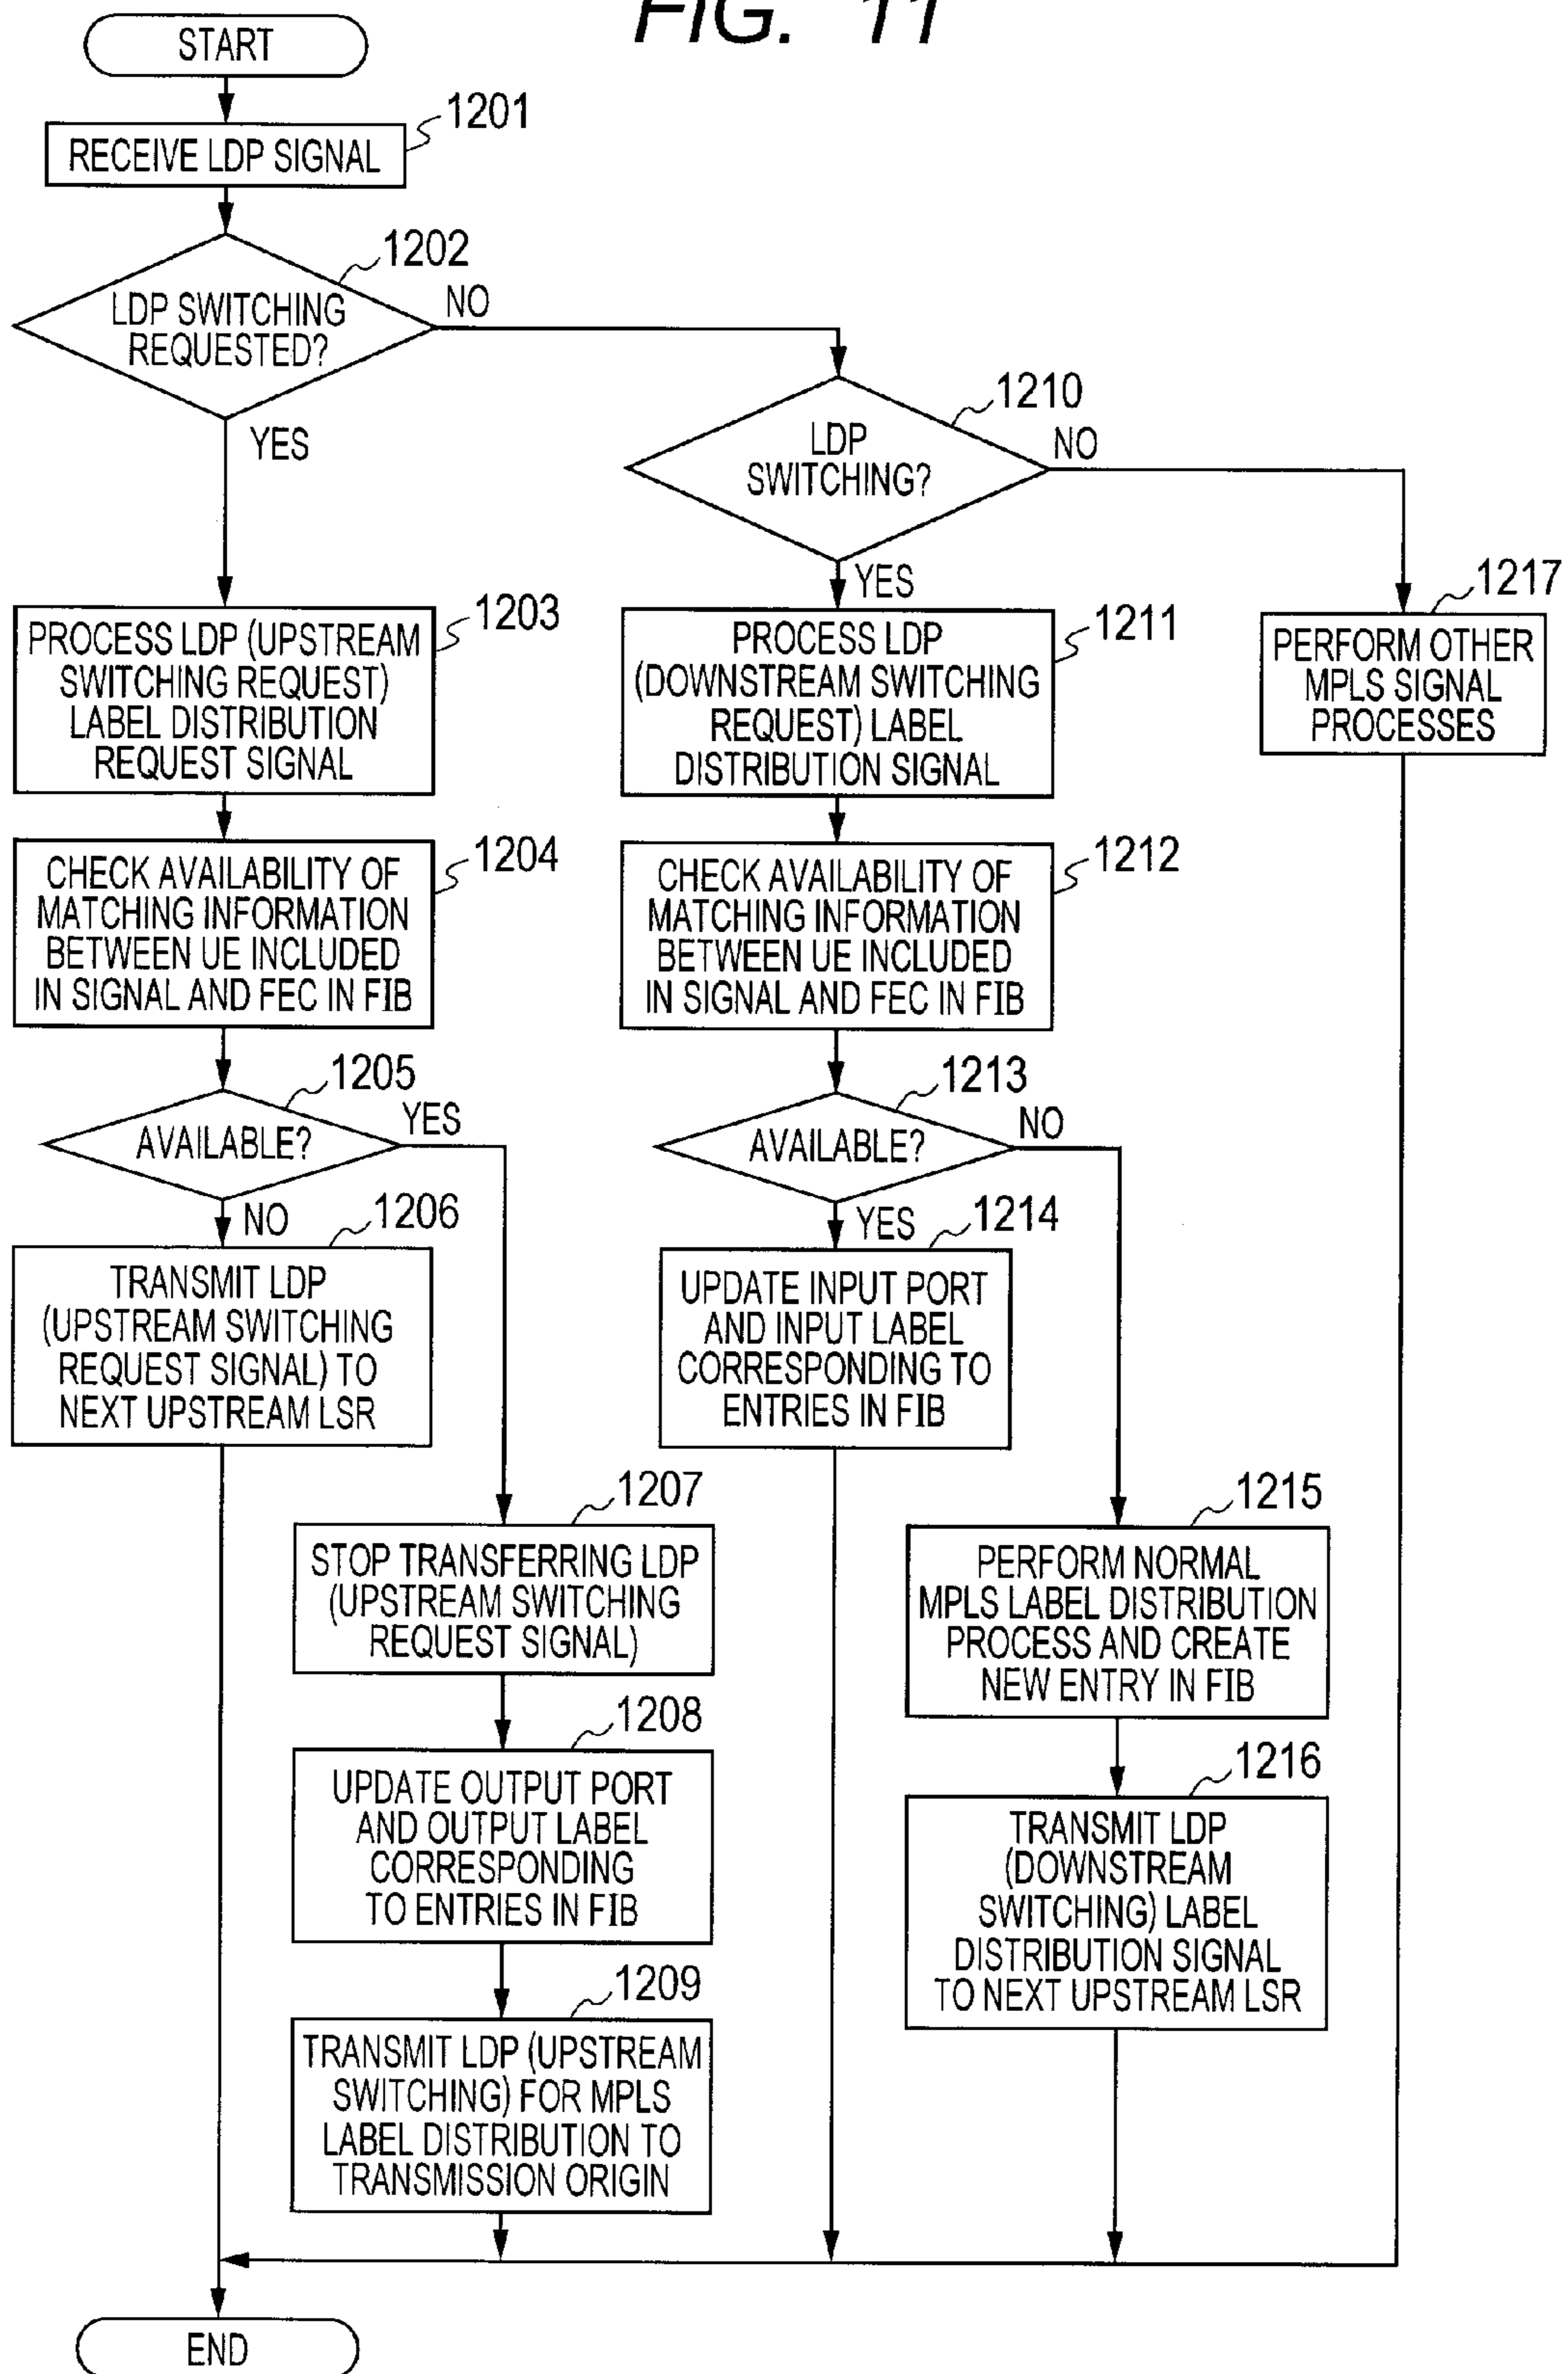 FIG. 11
START
1201
RECEIVE LDP SIGNAL
1202
LDP SWITCHING
REQUESTED?
NO
YES
1210
LDP
SWITCHING?
NO
YES
1203
PROCESS LDP (UPSTREAM
SWITCHING REQUEST)
LABEL DISTRIBUTION
REQUEST SIGNAL
1211
PROCESS LDP
(DOWNSTREAM SWITCHING
REQUEST) LABEL
DISTRIBUTION SIGNAL
1217
PERFORM OTHER
MPLS SIGNAL
PROCESSES
1204
CHECK AVAILABILITY OF
MATCHING INFORMATION
BETWEEN UE INCLUDED
IN SIGNAL AND FEC IN FIB
1212
CHECK AVAILABILITY OF
MATCHING INFORMATION
BETWEEN UE INCLUDED
IN SIGNAL AND FEC IN FIB
1205
AVAILABLE?
YES
NO
1213
AVAILABLE?
NO
YES
1206
TRANSMIT LDP
(UPSTREAM SWITCHING
REQUEST SIGNAL) TO
NEXT UPSTREAM LSR
1214
UPDATE INPUT PORT
AND INPUT LABEL
CORRESPONDING TO
ENTRIES IN FIB
1207
STOP TRANSFERRING LDP
(UPSTREAM SWITCHING
REQUEST SIGNAL)
1215
PERFORM NORMAL
MPLS LABEL DISTRIBUTION
PROCESS AND CREATE
NEW ENTRY IN FIB
1208
UPDATE OUTPUT PORT
AND OUTPUT LABEL
CORRESPONDING
TO ENTRIES IN FIB
1216
TRANSMIT LDP
(DOWNSTREAM
SWITCHING) LABEL
DISTRIBUTION SIGNAL
TO NEXT UPSTREAM LSR
1209
TRANSMIT LDP (UPSTREAM
SWITCHING) FOR MPLS
LABEL DISTRIBUTION TO
TRANSMISSION ORIGIN
END